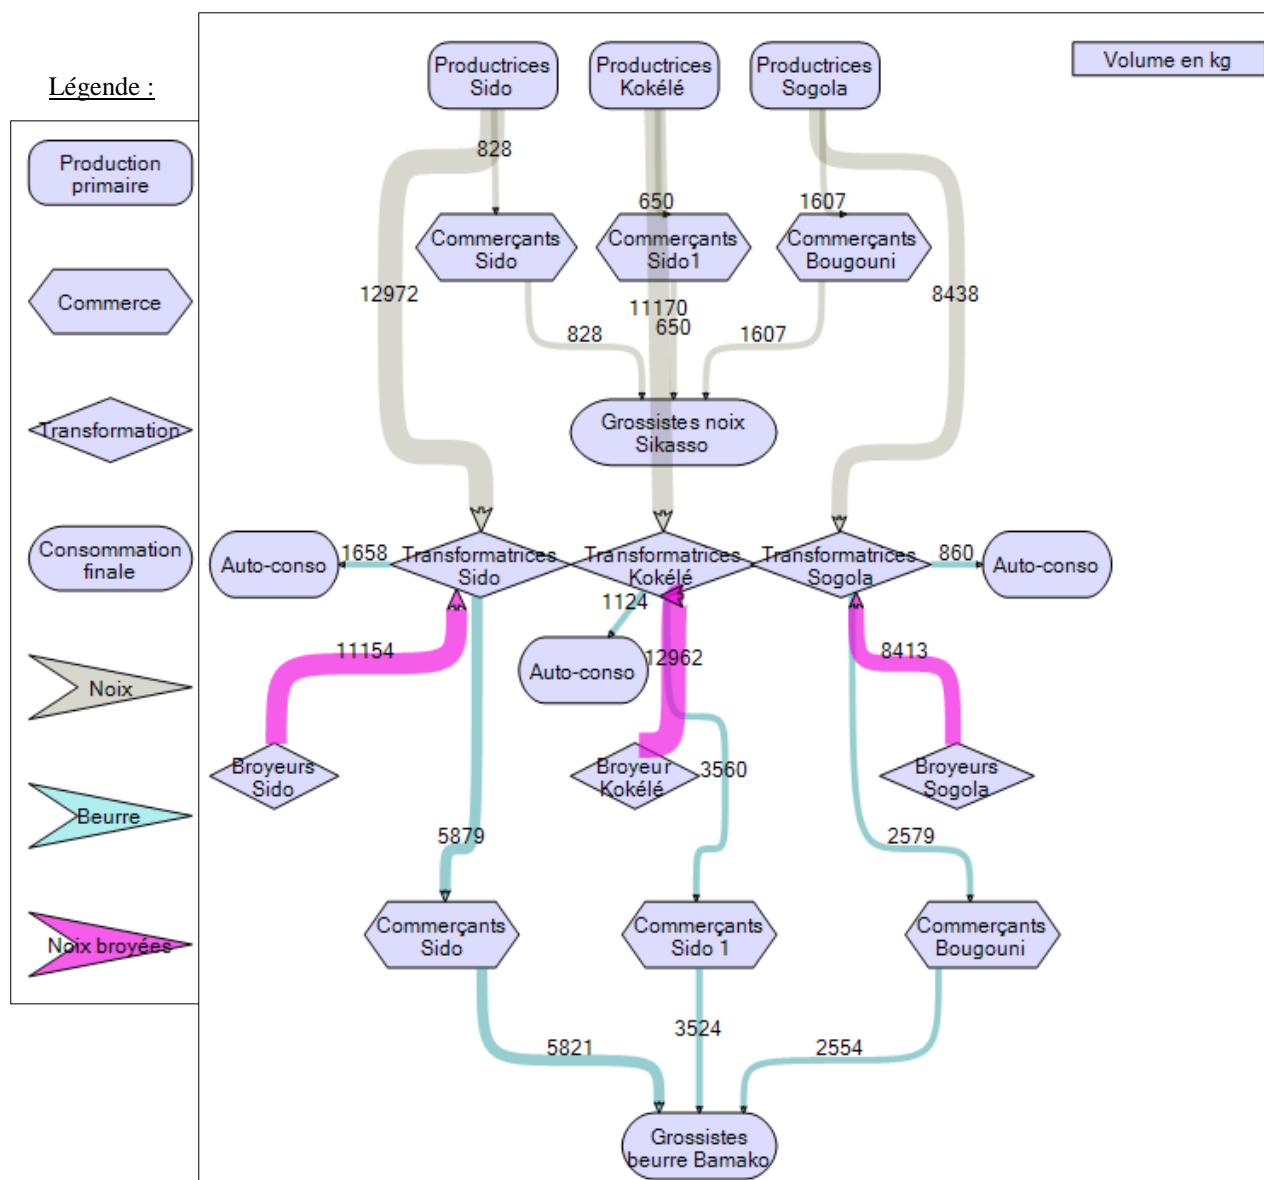 Légende :
Production
primaire
Commerce
Transformation
Consommation
finale
Noix
Beurre
Noix broyées
Volume en kg
Productrices
Sido
Productrices
Kokélé
Productrices
Sogola
828
650
1607
Commerçants
Sido
Commerçants
Sido1
Commerçants
Bougouni
12972
11170
8438
828
650
1607
Grossistes noix
Sikasso
Auto-conso
1658
Transformatrices
Sido
Transformatrices
Kokélé
Transformatrices
Sogola
860
Auto-conso
1124
Auto-conso
11154
12962
8413
Broyeurs
Sido
Broyeur
Kokélé
3560
Broyeurs
Sogola
5879
2579
Commerçants
Sido
Commerçants
Sido 1
Commerçants
Bougouni
5821
3524
2554
Grossistes
beurre Bamako